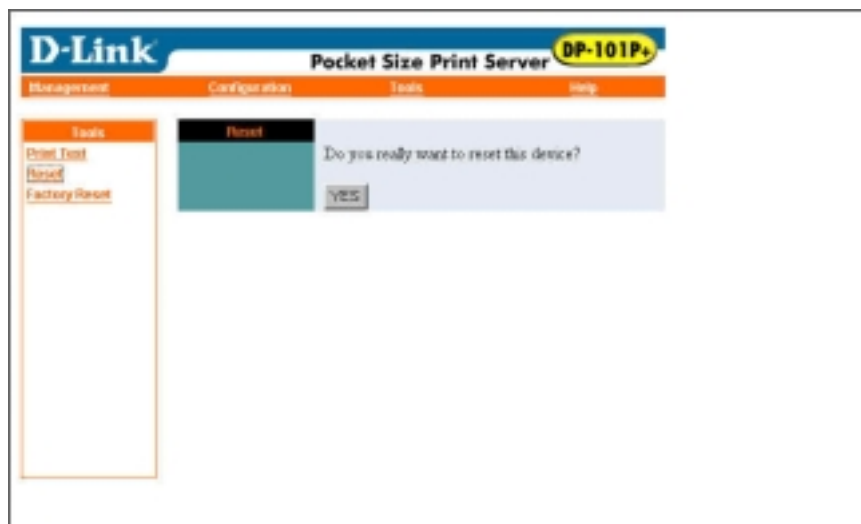 D-Link
Pocket Size Print Server
DP-101P+
Management Configuration Tools Help
Tools
Print Test
Reset
Factory Reset
Reset
Do you really want to reset this device?
YES